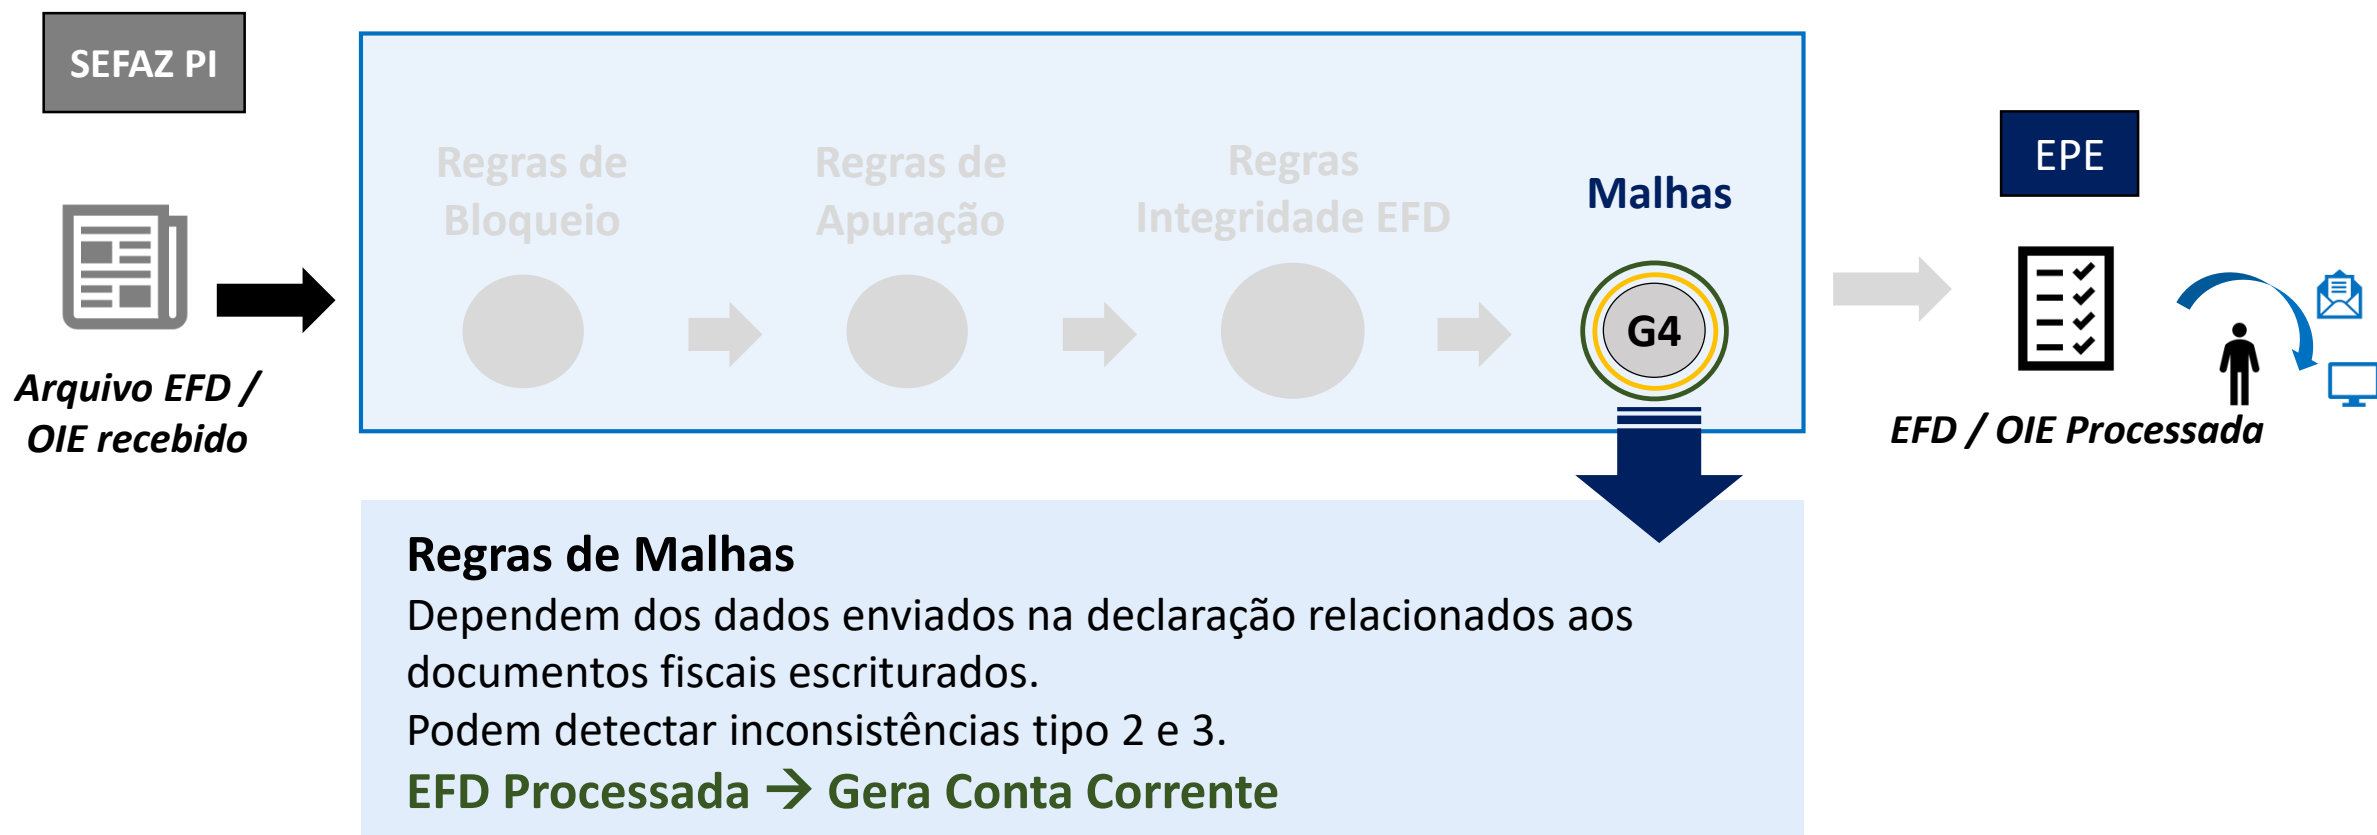 SEFAZ PI
Arquivo EFD /
OIE recebido
Regras de
Bloqueio
Regras de
Apuração
Regras
Integridade EFD
Malhas
G4
EPE
EFD / OIE Processada
Regras de Malhas
Dependem dos dados enviados na declaração relacionados aos
documentos fiscais escriturados.
Podem detectar inconsistências tipo 2 e 3.
EFD Processada → Gera Conta Corrente